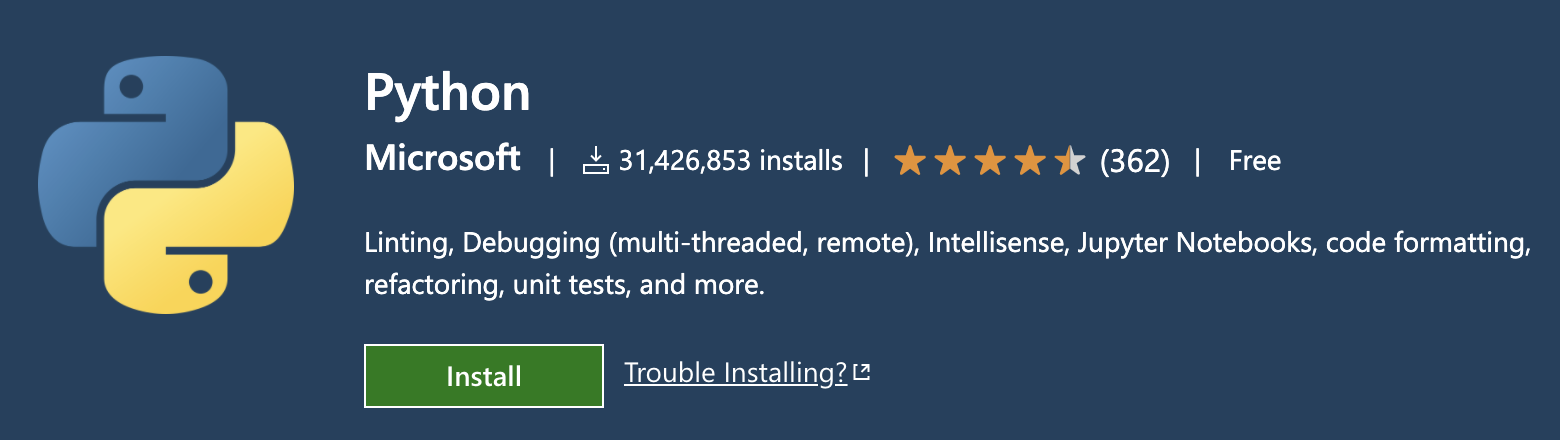 Python
Microsoft | 31,426,853 installs | (362) | Free
Linting, Debugging (multi-threaded, remote), Intellisense, Jupyter Notebooks, code formatting,
refactoring, unit tests, and more.
Install Trouble Installing?